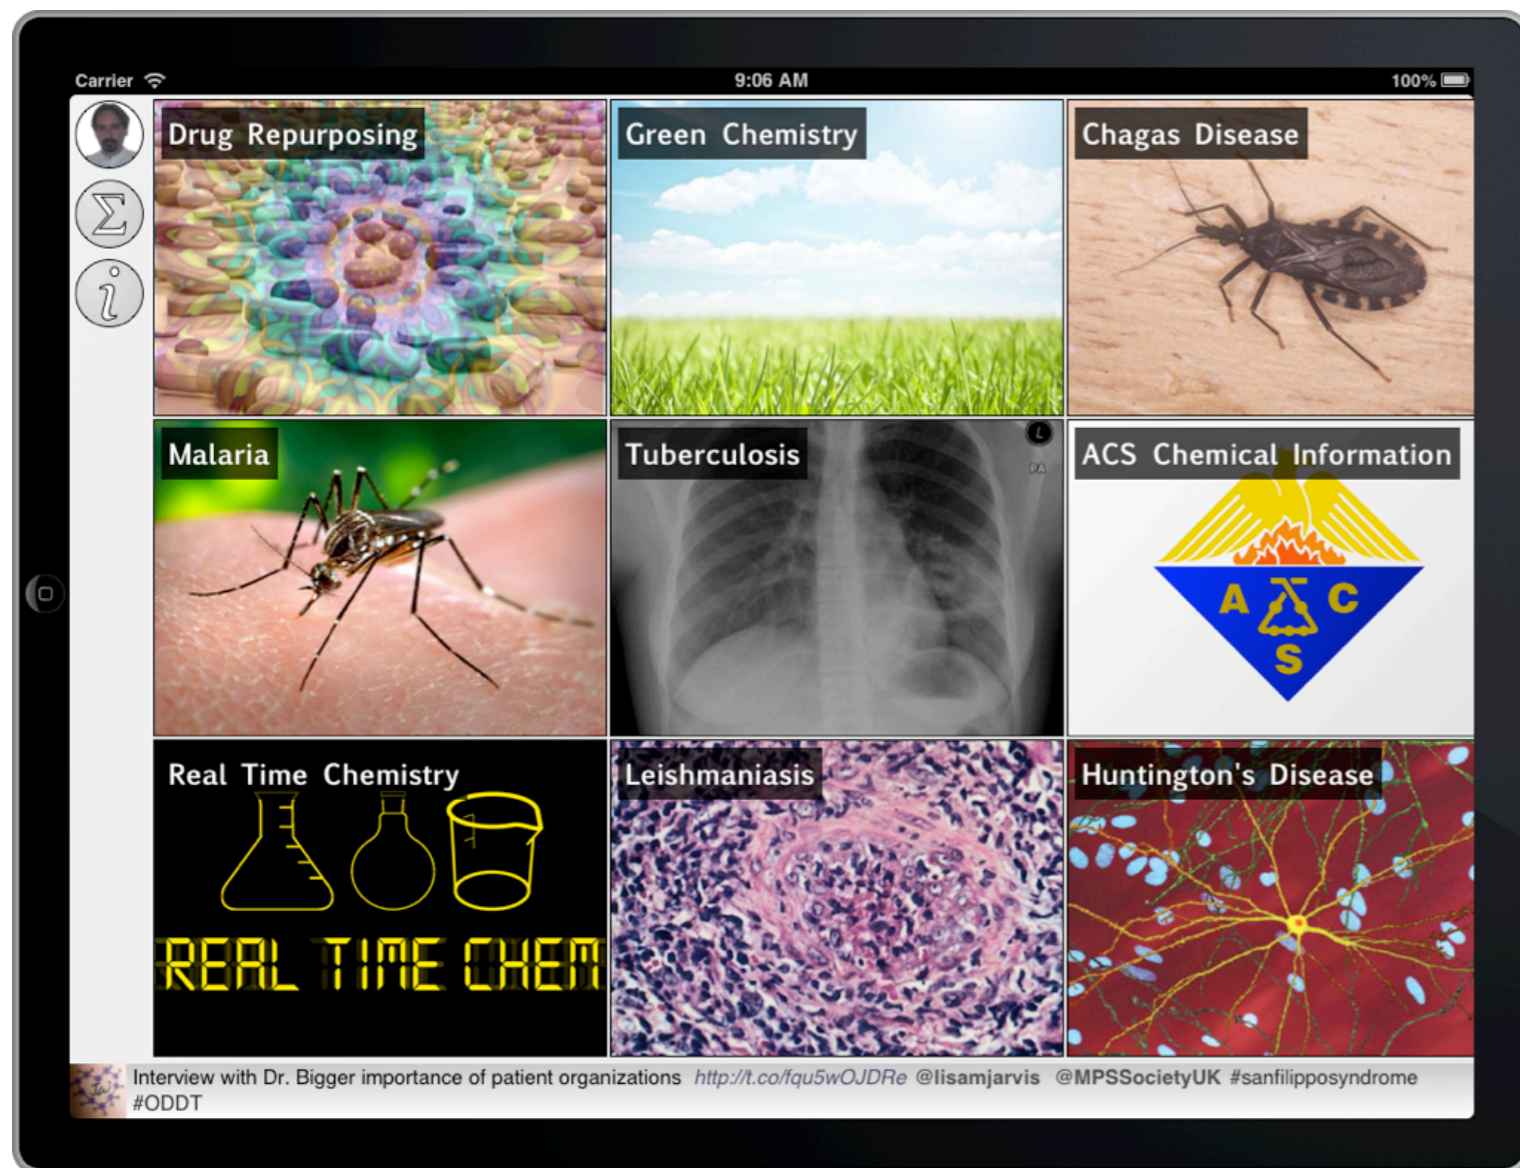 Carrier
9:06 AM
100%
Σ
i
Drug Repurposing
Green Chemistry
Chagas Disease
Malaria
Tuberculosis
L
PA
ACS Chemical Information
A C
S
Real Time Chemistry
REAL TIME CHEM
Leishmaniasis
Huntington's Disease
Interview with Dr. Bigger importance of patient organizations http://t.co/fqu5wOJDRe @lisamjarvis @MPSSocietyUK #sanfilipposyndrome
#ODDT